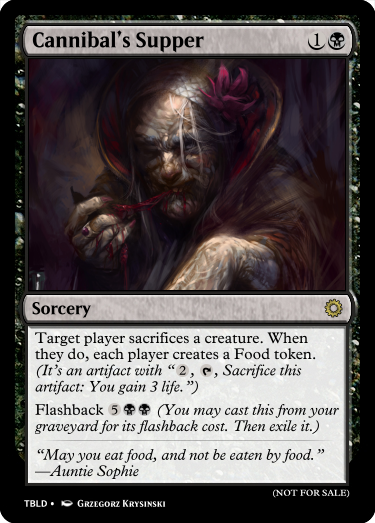 Cannibal's Supper 1
Sorcery
Target player sacrifices a creature. When
they do, each player creates a Food token.
(It's an artifact with “2, , Sacrifice this
artifact: You gain 3 life.”)
Flashback 5 (You may cast this from your
graveyard for its flashback cost. Then exile it.)
“May you eat food, and not be eaten by food.”
—Auntie Sophie
(NOT FOR SALE)
TBLD • Grzegorz Krysinski